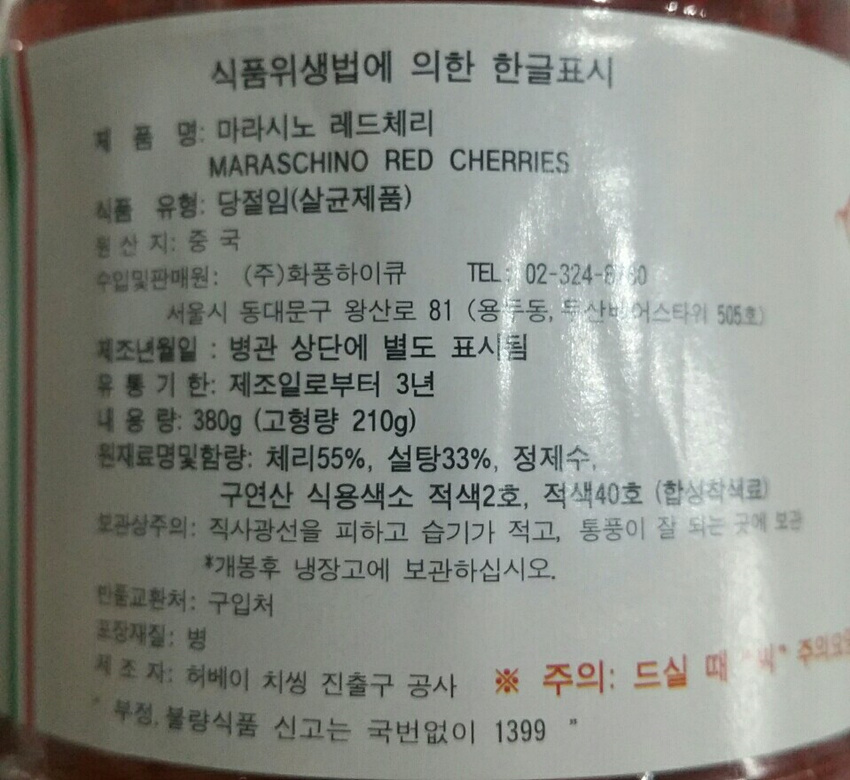 식품위생법에 의한 한글표시
제 품 명: 마라시노 레드체리
MARASCHINO RED CHERRIES
식품 유형: 당절임(살균제품)
원 산 지: 중 국
수입및판매원: (주)화풍하이큐 TEL: 02-324-
서울시 동대문구 왕산로 81 (용두동, 505호)
제조년월일 : 병관 상단에 별도 표시됨
유 통 기 한: 제조일로부터 3년
내 용 량: 380g (고형량 210g)
원재료명및함량: 체리55%, 설탕33%, 정제수,
구연산 식용색소 적색2호, 적색40호 (합성착색료)
보관상주의: 직사광선을 피하고 습기가 적고, 통풍이 잘 되는 곳에 보관
*개봉후 냉장고에 보관하십시오.
반품교환처: 구입처
포장재질: 병
제 조 자: 허베이 치씽 진출구 공사 ※ 주의: 드실 때 "씨" 주의요
" 부정, 불량식품 신고는 국번없이 1399 "